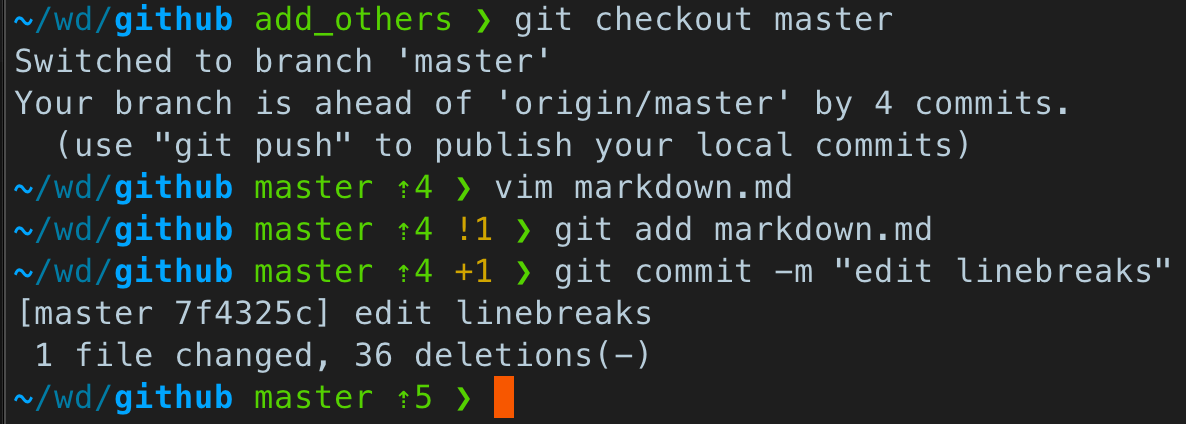 ~/wd/github add_others ❯ git checkout master
Switched to branch 'master'
Your branch is ahead of 'origin/master' by 4 commits.
  (use "git push" to publish your local commits)
~/wd/github master ⇡4 ❯ vim markdown.md
~/wd/github master ⇡4 !1 ❯ git add markdown.md
~/wd/github master ⇡4 +1 ❯ git commit -m "edit linebreaks"
[master 7f4325c] edit linebreaks
 1 file changed, 36 deletions(-)
~/wd/github master ⇡5 ❯